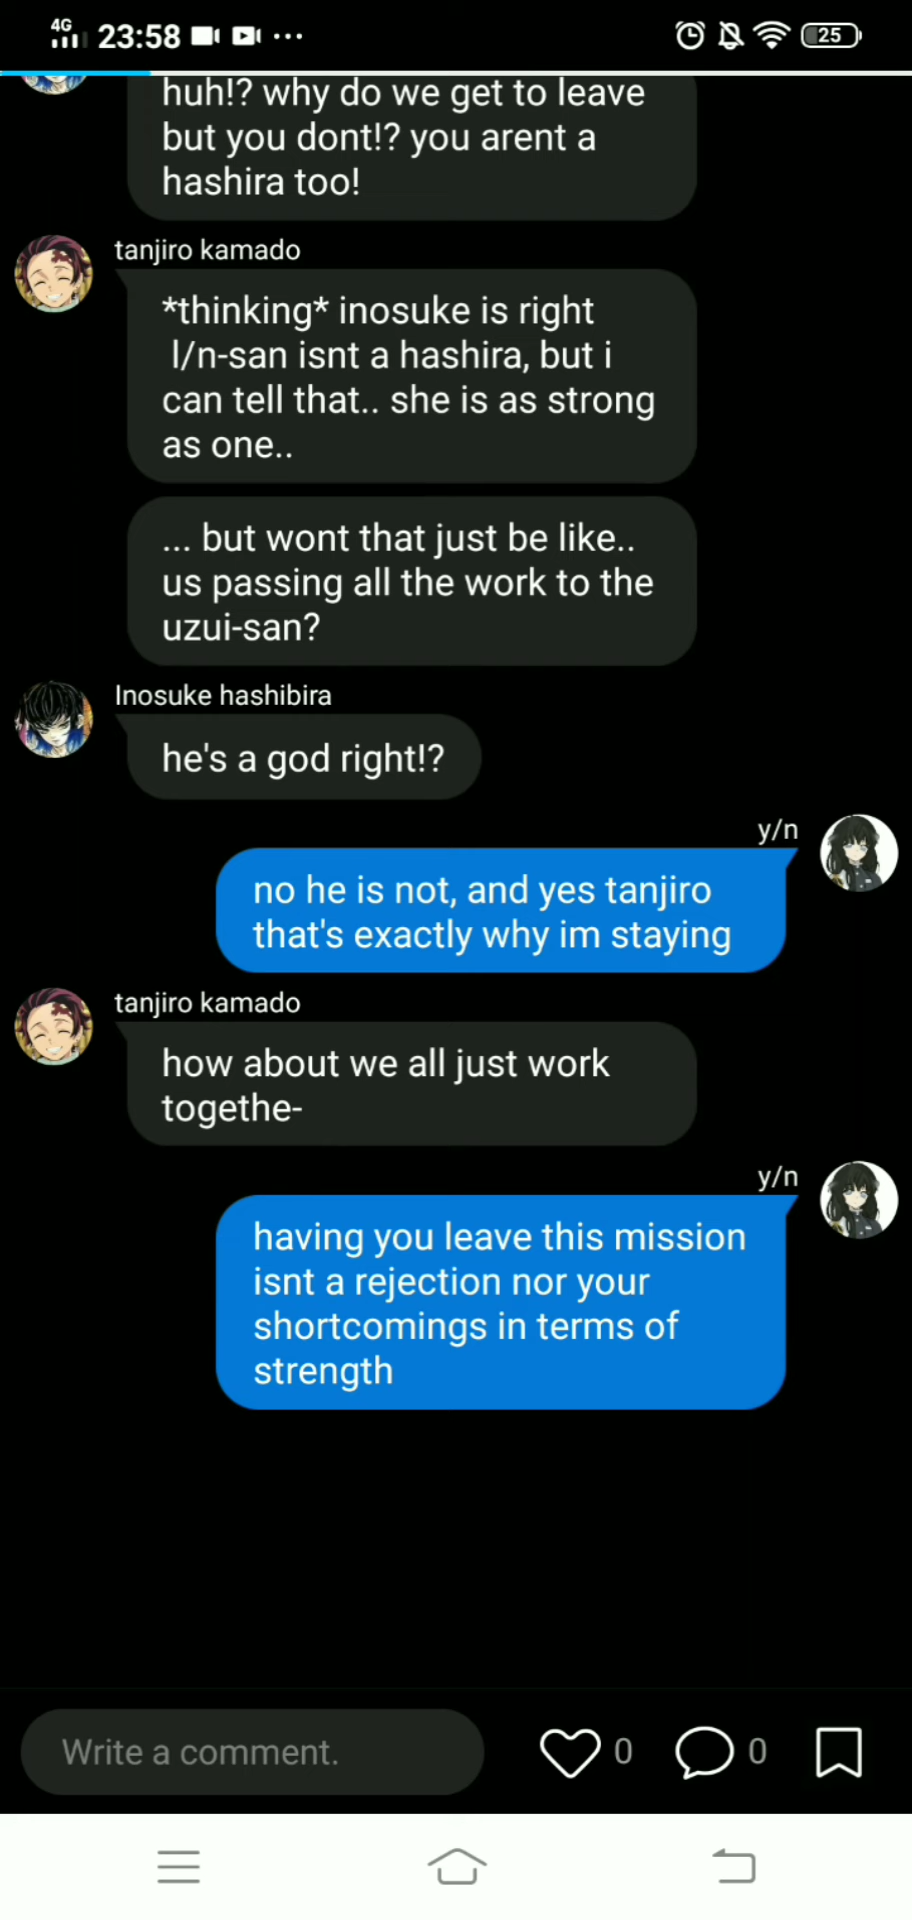 4G
23:58
25
huh!? why do we get to leave
but you dont!? you arent a
hashira too!
tanjiro kamado
*thinking* inosuke is right
l/n-san isnt a hashira, but i
can tell that.. she is as strong
as one..
... but wont that just be like..
us passing all the work to the
uzui-san?
Inosuke hashibira
he's a god right!?
y/n
no he is not, and yes tanjiro
that's exactly why im staying
tanjiro kamado
how about we all just work
togethe-
y/n
having you leave this mission
isnt a rejection nor your
shortcomings in terms of
strength
Write a comment.
0
0